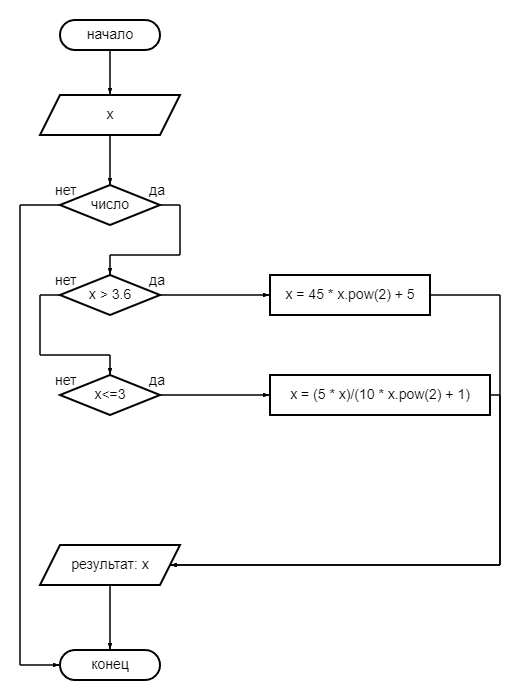 начало
x
нет
да
число
нет
да
x > 3.6
x = 45 * x.pow(2) + 5
нет
да
x<=3
x = (5 * x)/(10 * x.pow(2) + 1)
результат: x
конец